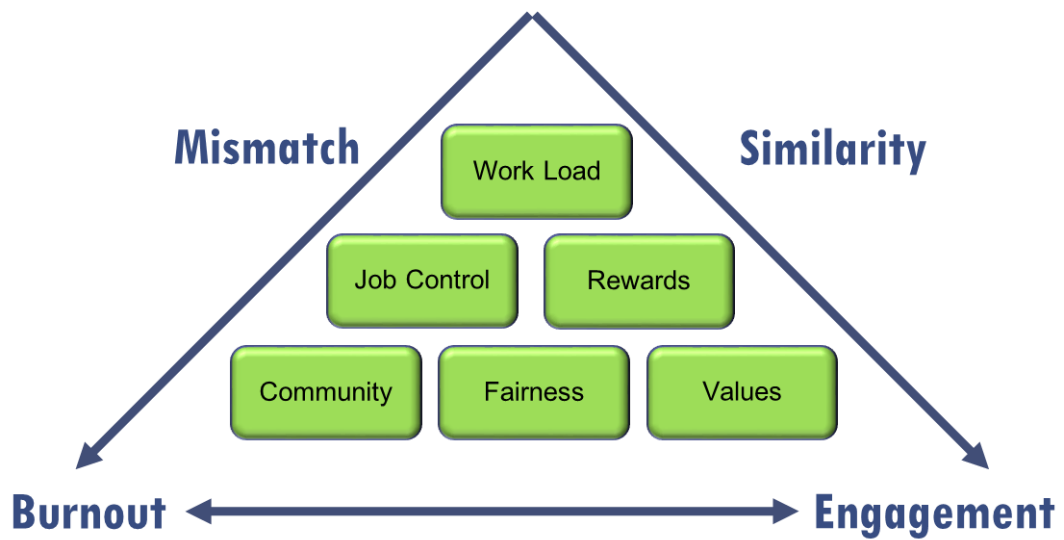 Mismatch
Similarity
Work Load
Job Control
Rewards
Community
Fairness
Values
Burnout
Engagement